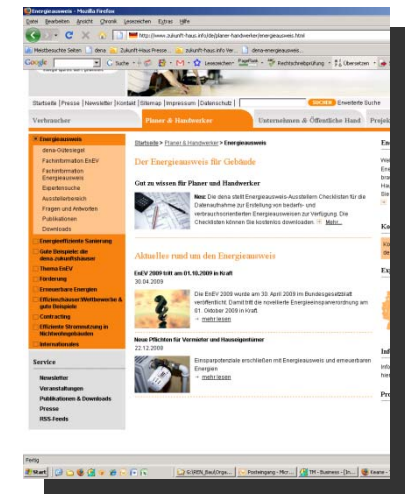 Energieausweis - Mozilla Firefox
Datei Bearbeiten Ansicht Chronik Lesezeichen Extras Hilfe
http://www.zukunft-haus.info/de/planer-handwerker/energieausweis.html
Meistbesuchte Seiten dena Zukunft Haus Presse... zukunft-haus.info Ver... dena-energieausweis...
Google Suche Lesezeichen PageRank Rechtschreibprüfung Übersetzen
Startseite | Presse | Newsletter | Kontakt | Sitemap | Impressum | Datenschutz | SUCHEN Erweiterte Suche
Verbraucher Planer & Handwerker Unternehmen & Öffentliche Hand
Energieausweis
dena-Gütesiegel
Fachinformation EnEV
Fachinformation
Energieausweis
Expertensuche
Ausstellerbereich
Fragen und Antworten
Publikationen
Downloads
Energieeffiziente Sanierung
Gute Beispiele: die
dena zukunftshäuser
Thema EnEV
Förderung
Erneuerbare Energien
Effizienzhäuser:Wettbewerbe &
gute Beispiele
Contracting
Effiziente Stromnutzung in
Nichtwohngebäuden
Internationales
Service
Newsletter
Veranstaltungen
Publikationen & Downloads
Presse
RSS-Feeds
Startseite > Planer & Handwerker > Energieausweis
Der Energieausweis für Gebäude
Gut zu wissen für Planer und Handwerker
Neu: Die dena stellt Energieausweis-Ausstellern Checklisten für die
Datenaufnahme zur Erstellung von bedarfs- und
verbrauchsorientierten Energieausweisen zur Verfügung. Die
Checklisten können Sie kostenlos downloaden. Mehr...
Aktuelles rund um den Energieausweis
EnEV 2009 tritt am 01.10.2009 in Kraft
30.04.2009
Die EnEV 2009 wurde am 30. April 2009 im Bundesgesetzblatt
veröffentlicht. Damit tritt die novellierte Energieeinsparverordnung am
01. Oktober 2009 in Kraft.
mehr lesen
Neue Pflichten für Vermieter und Hauseigentümer
22.12.2008
Einsparpotenziale erschließen mit Energieausweis und erneuerbaren
Energien
mehr lesen
Fertig
Start Posteingang - Micr... TM - Business - [In...